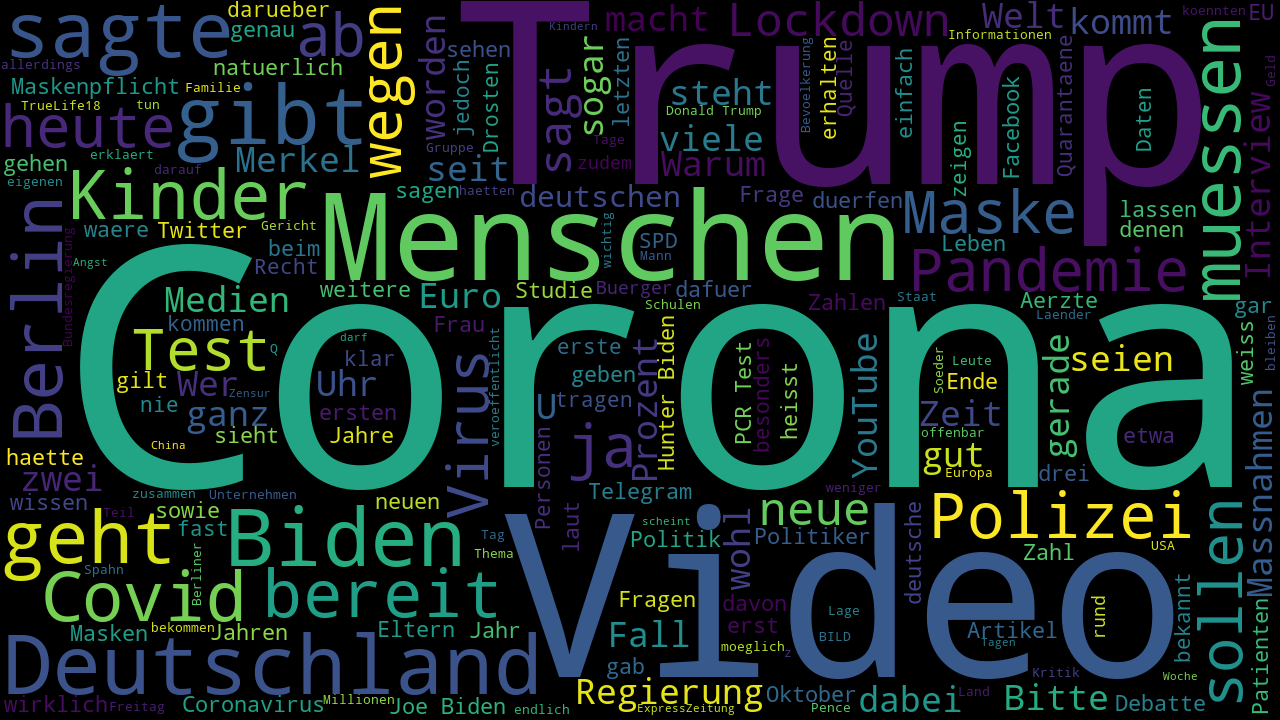 sagte
darueber
genau
ab
wegen
Trump
macht
Lockdown
Welt
kommt
koennten
EU
Kindern
Informationen
allerdings
natuerlich
worden
sehen
jedoch
Drosten
sagt
sogar
letzten
steht
Donald Trump
viele
Warum
Bevoelkerung
erhalten
Quelle
einfach
Facebook
Quarantaene
Daten
muessen
Geld
Interview
Maskenpflicht
Familie
TrueLife18
tun
heute
gibt
Gruppe
Tage
zudem
zeigen
gehen
erklaert
Merkel
darauf
seit
eigenen
Kinder
sagen
haetten
deutschen
Frage
duerfen
Maske
lassen
denen
Berlin
Bundesregierung
waere
Twitter
Gericht
beim
Recht
Menschen
wichtig
SPD
Mann
Leben
Pandemie
Angst
Medien
weitere
Euro
Studie
Buerger
dafuer
Schulen
Zahlen
Staat
Aerzte
Laender
gar
kommen
Frau
Corona
Test
Q
darf
klar
Virus
veroeffentlicht
erste
geben
U
tragen
Prozent
Hunter Biden
PCR Test
besonders
heisst
YouTube
Soeder
Leute
Ende
Zeit
offenbar
gerade
seien
weiss
bleiben
gilt
Wer
Zensur
Uhr
nie
ganz
ersten
sieht
Jahre
China
ja
gut
Europa
etwa
drei
haette
zwei
wissen
zusammen
Unternehmen
neuen
Personen
Telegram
weniger
Massnahmen
Teil
sowie
fast
laut
scheint
Politik
wohl
neue
Politiker
deutsche
Polizei
Zahl
USA
sollen
geht
Biden
Tag
Thema
Video
Spahn
Berliner
Covid
bereit
Fragen
davon
erst
Lage
BILD
rund
Artikel
Tagen
bekannt
Patienten
Masken
bekommen
Jahren
Eltern
Jahr
Fall
gab
moeglich
z
Kritik
Woche
Deutschland
Regierung
Oktober
dabei
Land
Bitte
Debatte
wirklich
Freitag
Coronavirus
Millionen
Joe Biden
endlich
ExpressZeitung
Pence